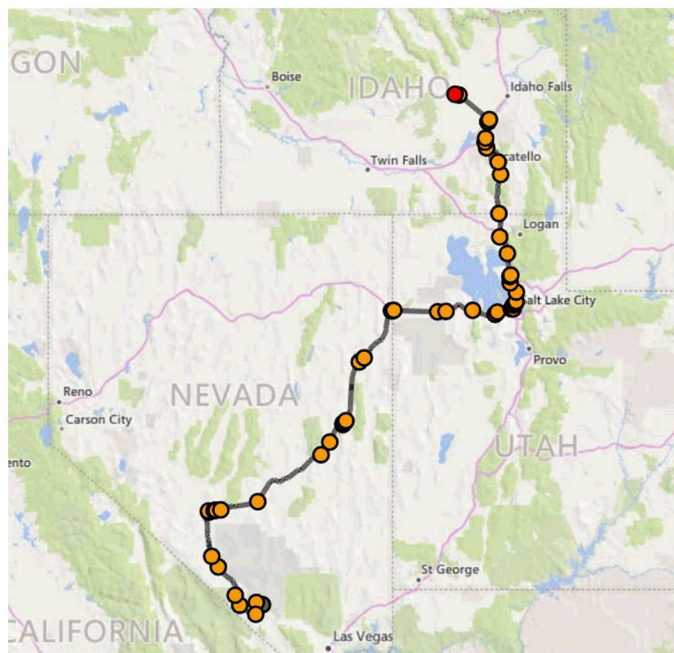 GON
Boise
IDAHO
Idaho Falls
catello
Twin Falls
Logan
alt Lake City
Provo
Reno
NEVADA
Carson City
UTAH
ento
St George
CALIFORNIA
Las Vegas